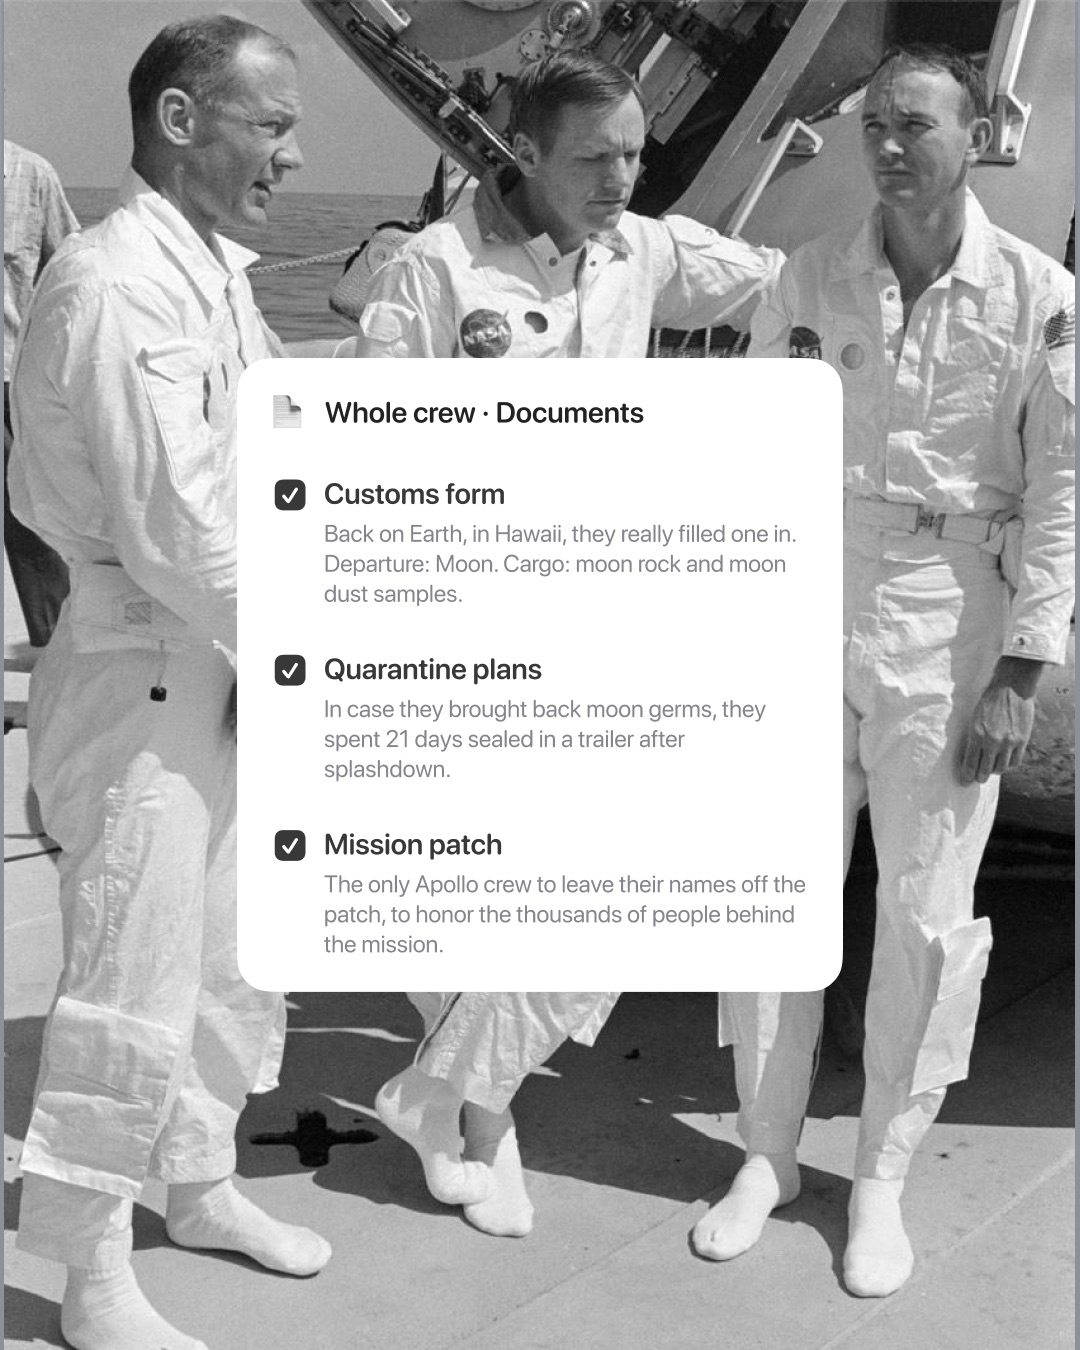 NASA
NASA
Whole crew · Documents
Customs form
Back on Earth, in Hawaii, they really filled one in.
Departure: Moon. Cargo: moon rock and moon
dust samples.
Quarantine plans
In case they brought back moon germs, they
spent 21 days sealed in a trailer after
splashdown.
Mission patch
The only Apollo crew to leave their names off the
patch, to honor the thousands of people behind
the mission.